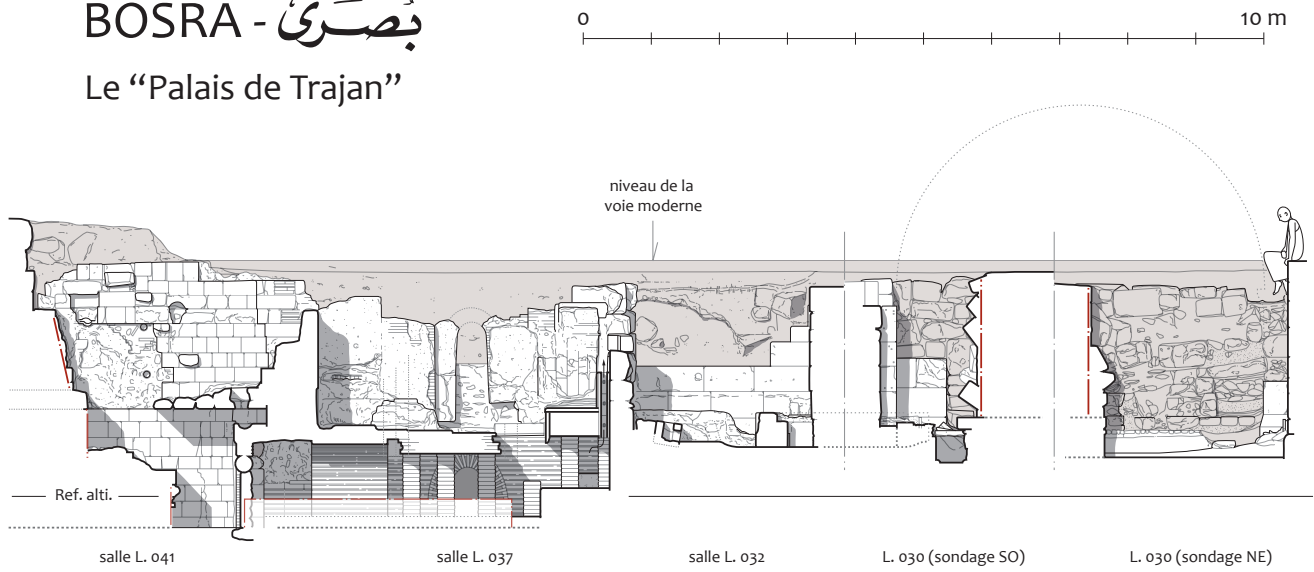 BOSRA - بصرى
Le “Palais de Trajan”
0 10 m
niveau de la
voie moderne
Ref. alti.
salle L. 041 salle L. 037 salle L. 032 L. 030 (sondage SO) L. 030 (sondage NE)